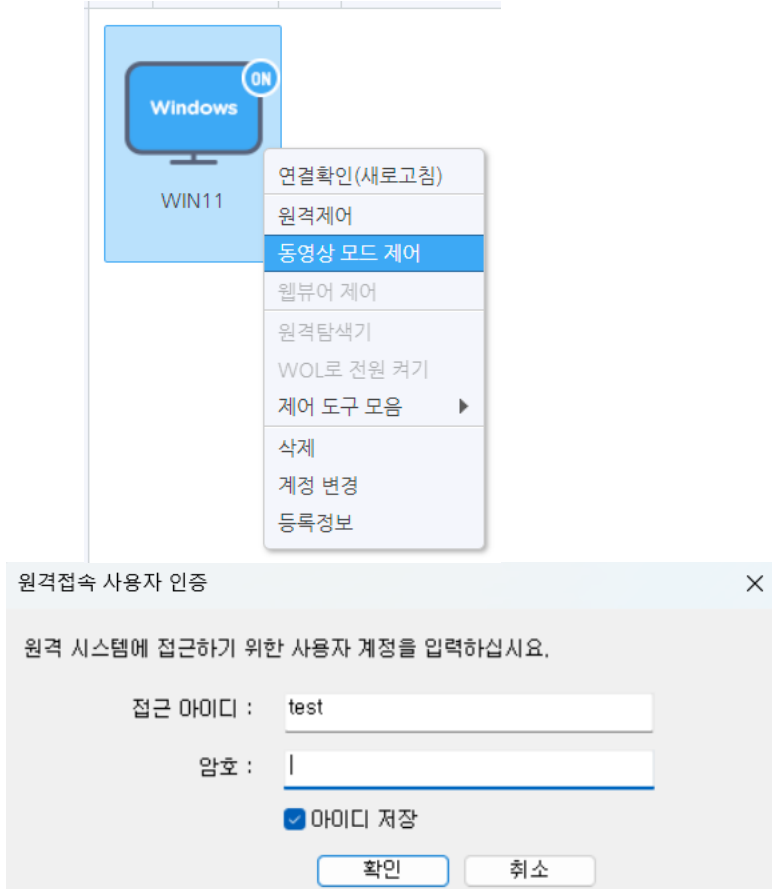 ON
Windows
WIN11
연결확인(새로고침)
원격제어
동영상 모드 제어
웹뷰어 제어
원격탐색기
WOL로 전원 켜기
제어 도구 모음
삭제
계정 변경
등록정보
원격접속 사용자 인증
원격 시스템에 접근하기 위한 사용자 계정을 입력하십시요.
접근 아이디 : test
암호 :
아이디 저장
확인 취소